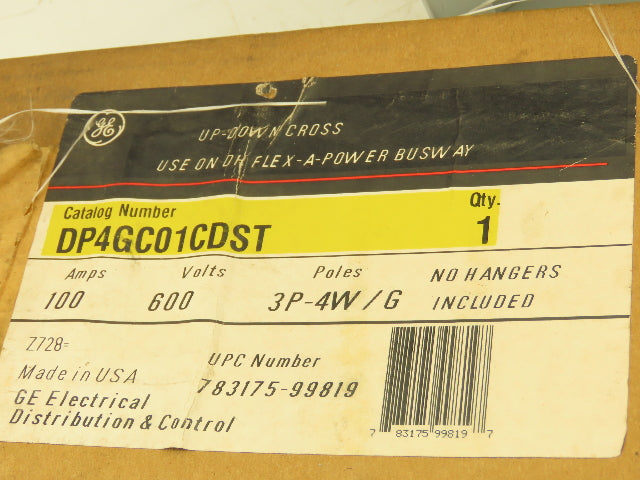 GE
UP-DOWN CROSS
USE ON DH FLEX-A-POWER BUSWAY
Catalog Number Qty.
DP4GC01CDST 1
Amps Volts Poles NO HANGERS
100 600 3P-4W/G INCLUDED
Z728=
Made in USA UPC Number
GE Electrical 783175-99819
Distribution & Control
7 83175 99819 7